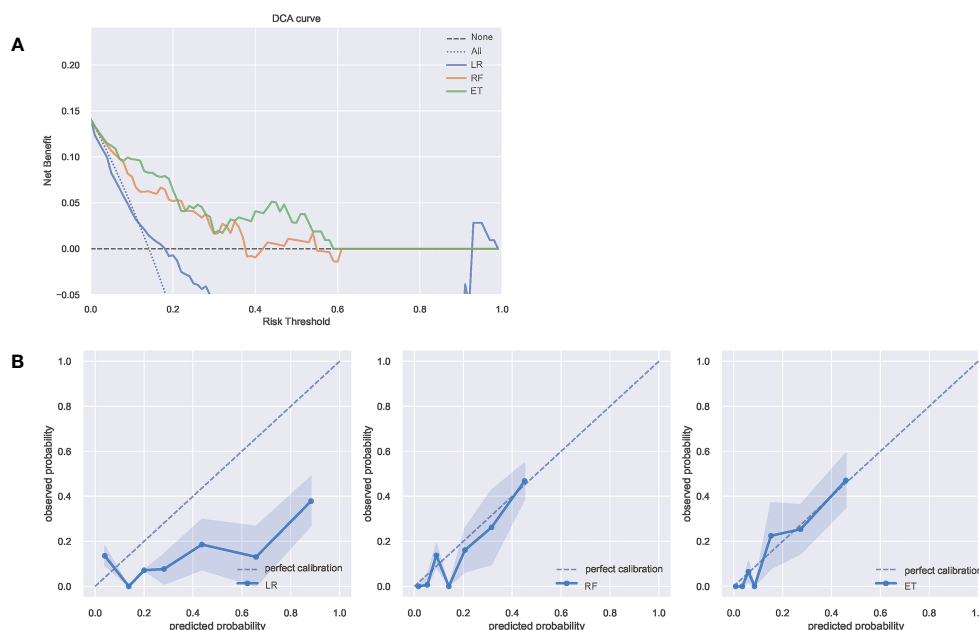 DCA curve
A
None
All
LR
RF
ET
Net Benefit
0.20
0.15
0.10
0.05
0.00
−0.05
0.0 0.2 0.4 0.6 0.8 1.0
Risk Threshold
B
observed probability
1.0
0.8
0.6
0.4
0.2
0.0
perfect calibration
LR
0.0 0.2 0.4 0.6 0.8 1.0
predicted probability
observed probability
1.0
0.8
0.6
0.4
0.2
0.0
perfect calibration
RF
0.0 0.2 0.4 0.6 0.8 1.0
predicted probability
observed probability
1.0
0.8
0.6
0.4
0.2
0.0
perfect calibration
ET
0.0 0.2 0.4 0.6 0.8 1.
predicted probability